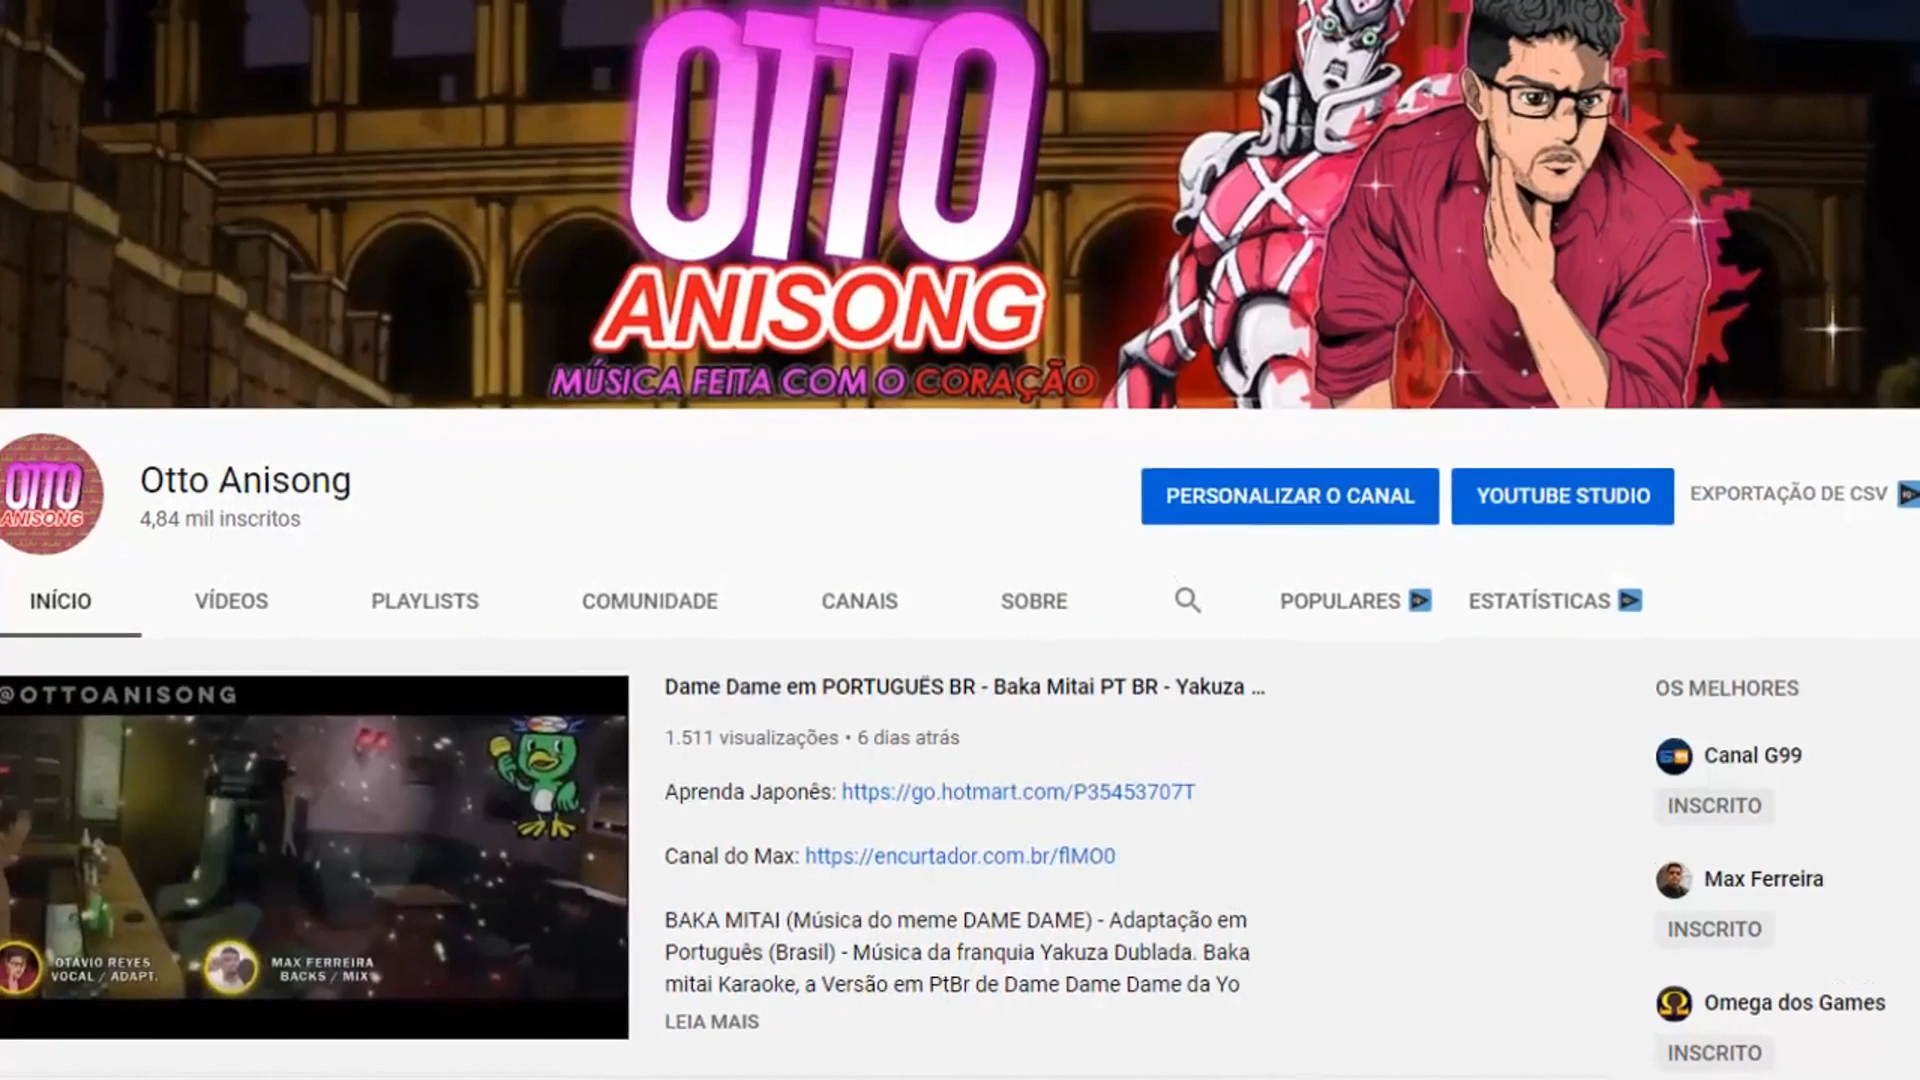 OTTO
ANISONG
MÚSICA FEITA COM O CORAÇÃO
OTTO
ANISONG
Otto Anisong
4,84 mil inscritos
PERSONALIZAR O CANAL
YOUTUBE STUDIO
EXPORTAÇÃO DE CSV
INÍCIO
VÍDEOS
PLAYLISTS
COMUNIDADE
CANAIS
SOBRE
POPULARES
ESTATÍSTICAS
@OTTOANISONG
OTAVIO REYES
VOCAL / ADAPT.
MAX FERREIRA
BACKS / MIX
Dame Dame em PORTUGUÊS BR - Baka Mitai PT BR - Yakuza ...
1.511 visualizações • 6 dias atrás
Aprenda Japonês: https://go.hotmart.com/P35453707T
Canal do Max: https://encurtador.com.br/flMO0
BAKA MITAI (Música do meme DAME DAME) - Adaptação em
Português (Brasil) - Música da franquia Yakuza Dublada. Baka
mitai Karaoke, a Versão em PtBr de Dame Dame Dame da Yo
LEIA MAIS
OS MELHORES
Canal G99
INSCRITO
Max Ferreira
INSCRITO
Omega dos Games
INSCRITO